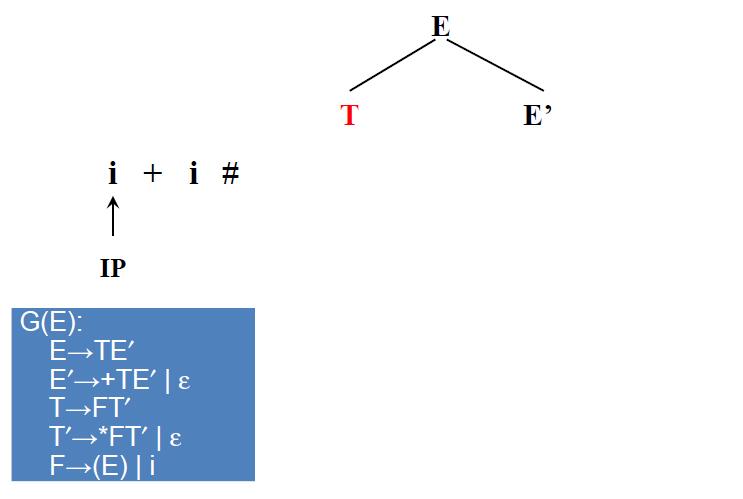 E
T E’
i + i #
IP
G(E):
E→TE′
E′→+TE′ | ε
T→FT′
T′→*FT′ | ε
F→(E) | i